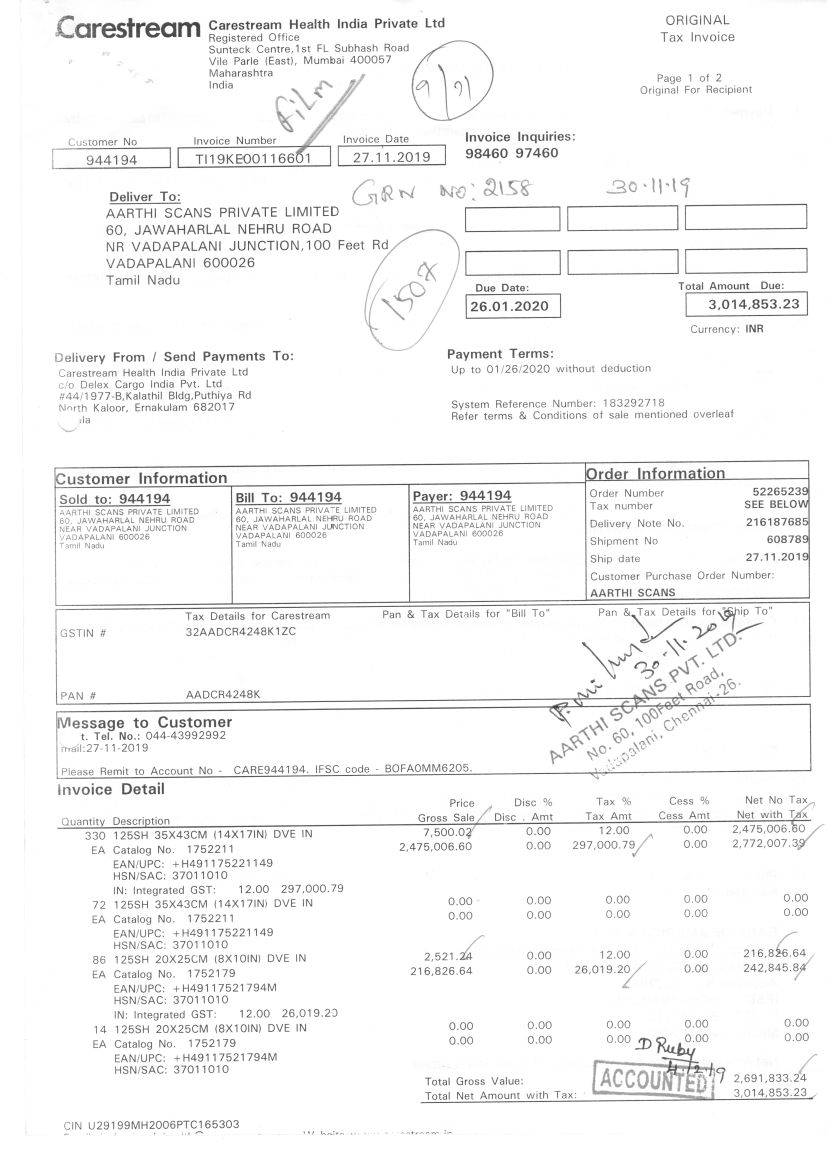 Carestream
Carestream Health India Private Ltd
Registered Office
Sunteck Centre,1st FL Subhash Road
Vile Parle (East), Mumbai 400057
Maharashtra
India
ORIGINAL
Tax Invoice
Page 1 of 2
Original For Recipient
Film
9/91
Customer No
944194
Invoice Number
TI19KE00116601
Invoice Date
27.11.2019
Invoice Inquiries:
98460 97460
GRN NO: 2158 30.11.19
Deliver To:
AARTHI SCANS PRIVATE LIMITED
60, JAWAHARLAL NEHRU ROAD
NR VADAPALANI JUNCTION,100 Feet Rd
VADAPALANI 600026
Tamil Nadu
1507
Due Date:
26.01.2020
Total Amount Due:
3,014,853.23
Currency: INR
Delivery From / Send Payments To:
Carestream Health India Private Ltd
c/o Delex Cargo India Pvt. Ltd
#44/1977-B,Kalathil Bldg,Puthiya Rd
North Kaloor, Ernakulam 682017
Payment Terms:
Up to 01/26/2020 without deduction
System Reference Number: 183292718
Refer terms & Conditions of sale mentioned overleaf
Customer Information
Sold to: 944194
AARTHI SCANS PRIVATE LIMITED
60, JAWAHARLAL NEHRU ROAD
NEAR VADAPALANI JUNCTION
VADAPALANI 600026
Tamil Nadu
Bill To: 944194
AARTHI SCANS PRIVATE LIMITED
60, JAWAHARLAL NEHRU ROAD
NEAR VADAPALANI JUNCTION
VADAPALANI 600026
Tamil Nadu
Payer: 944194
AARTHI SCANS PRIVATE LIMITED
60, JAWAHARLAL NEHRU ROAD
NEAR VADAPALANI JUNCTION
VADAPALANI 600026
Tamil Nadu
Order Information
Order Number 52265239
Tax number SEE BELOW
Delivery Note No. 216187685
Shipment No 608789
Ship date 27.11.2019
Customer Purchase Order Number:
AARTHI SCANS
Tax Details for Carestream Pan & Tax Details for "Bill To" Pan & Tax Details for "Ship To"
GSTIN # 32AADCR4248K1ZC
PAN # AADCR4248K
30-11-2019
AARTHI SCANS PVT. LTD.
No. 60, 100Feet Road,
Vadapalani, Chennai-26.
Message to Customer
t. Tel. No.: 044-43992992
mail:27-11-2019
Please Remit to Account No - CARE944194. IFSC code - BOFA0MM6205.
Invoice Detail
Price Disc % Tax % Cess % Net No Tax
Quantity Description Gross Sale Disc . Amt Tax Amt Cess Amt Net with Tax
330 125SH 35X43CM (14X17IN) DVE IN 7,500.02 0.00 12.00 0.00 2,475,006.60
EA Catalog No. 1752211 2,475,006.60 0.00 297,000.79 0.00 2,772,007.39
EAN/UPC: +H491175221149
HSN/SAC: 37011010
IN: Integrated GST: 12.00 297,000.79
72 125SH 35X43CM (14X17IN) DVE IN 0.00 0.00 0.00 0.00 0.00
EA Catalog No. 1752211 0.00 0.00 0.00 0.00 0.00
EAN/UPC: +H491175221149
HSN/SAC: 37011010
86 125SH 20X25CM (8X10IN) DVE IN 2,521.24 0.00 12.00 0.00 216,826.64
EA Catalog No. 1752179 216,826.64 0.00 26,019.20 0.00 242,845.84
EAN/UPC: +H49117521794M
HSN/SAC: 37011010
IN: Integrated GST: 12.00 26,019.20
14 125SH 20X25CM (8X10IN) DVE IN 0.00 0.00 0.00 0.00 0.00
EA Catalog No. 1752179 0.00 0.00 0.00 0.00 0.00
EAN/UPC: +H49117521794M
HSN/SAC: 37011010
D Ruby
ACCOUNTED
Total Gross Value: 2,691,833.24
Total Net Amount with Tax: 3,014,853.23
CIN U29199MH2006PTC165303